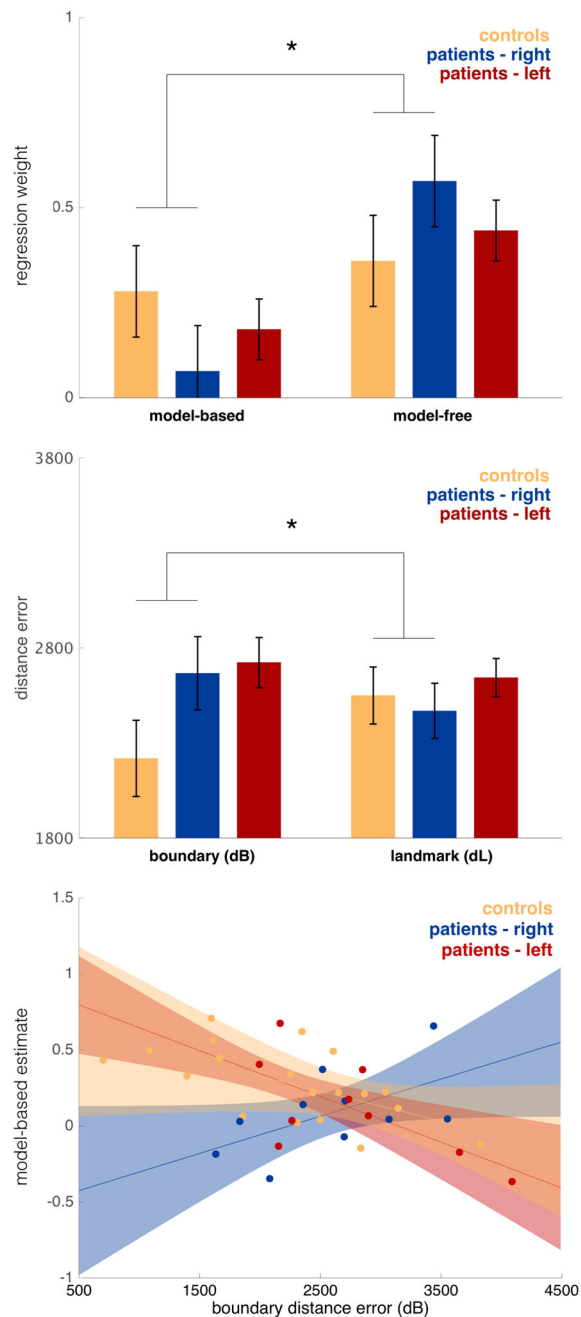 1
controls
patients - right
patients - left
*
regression weight
0.5
0
model-based model-free
3800
controls
patients - right
patients - left
*
distance error
2800
1800
boundary (dB) landmark (dL)
1.5
controls
patients - right
patients - left
1
model-based estimate
0.5
0
-0.5
-1
500 1500 2500 3500 4500
boundary distance error (dB)